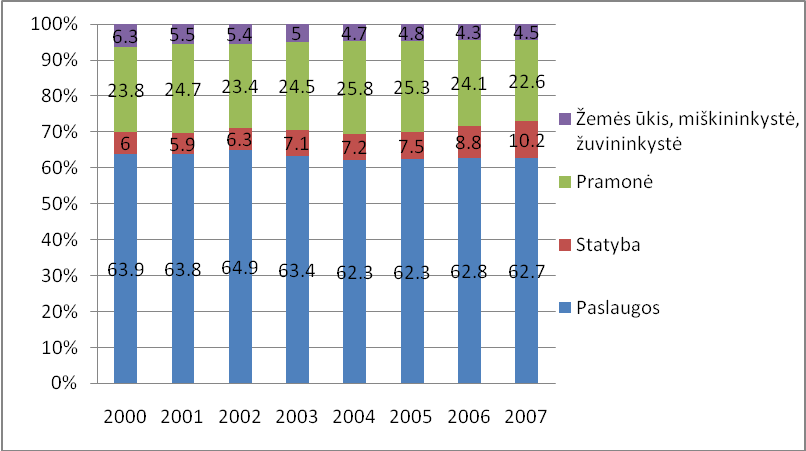 100%
90%
80%
70%
60%
50%
40%
30%
20%
10%
0%
6.3 5.5 5.4 5 4.7 4.8 4.3 4.5
23.8 24.7 23.4 24.5 25.8 25.3 24.1 22.6
6 5.9 6.3 7.1 7.2 7.5 8.8 10.2
63.9 63.8 64.9 63.4 62.3 62.3 62.8 62.7
2000 2001 2002 2003 2004 2005 2006 2007
Žemės ūkis, miškininkystė,
žuvininkystė
Pramonė
Statyba
Paslaugos